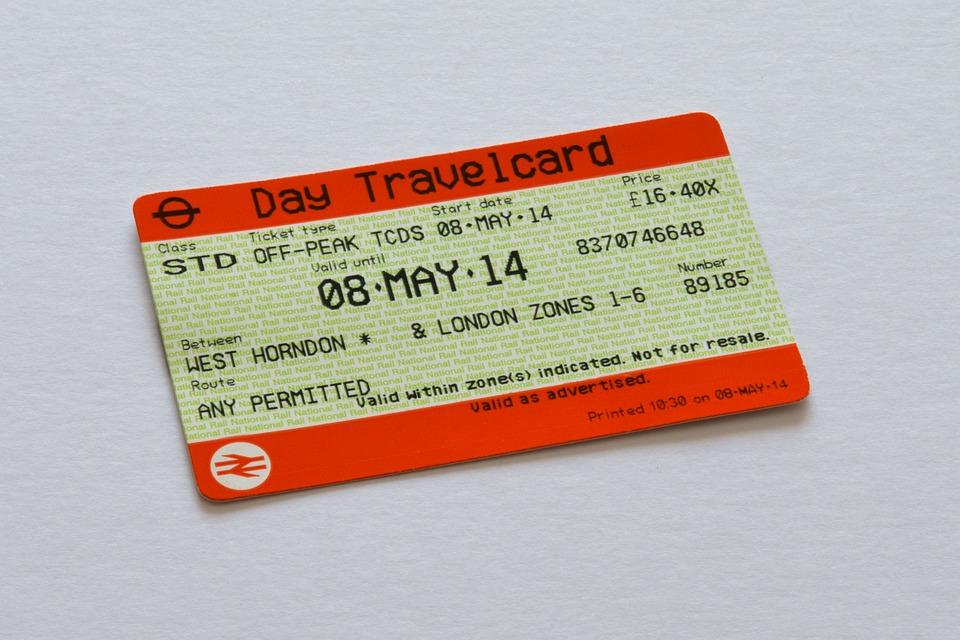 Day Travelcard
Class Ticket type Start date Price
STD OFF-PEAK TCDS 08·MAY·14 £16·40X
Valid until
08·MAY·14 8370746648
Between Number
WEST HORNDON * & LONDON ZONES 1-6 89185
Route
ANY PERMITTED Valid within zone(s) indicated. Not for resale.
Valid as advertised.
Printed 10:30 on 08·MAY·14